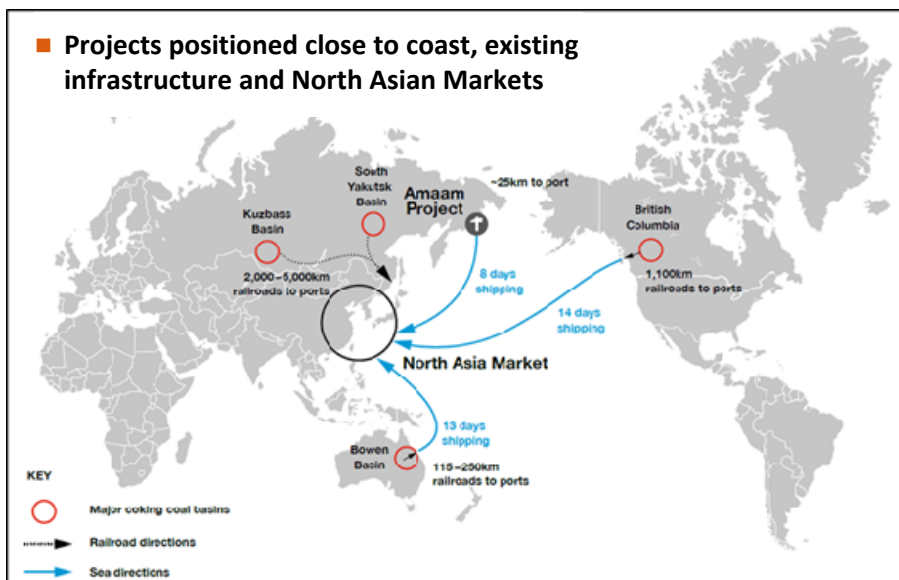 Projects positioned close to coast, existing
infrastructure and North Asian Markets
South
Yakutsk
Basin
Amaam
Project
~25km to port
Kuzbass
Basin
British
Columbia
2,000–5,000km
railroads to ports
8 days
shipping
1,100km
railroads to ports
14 days
shipping
North Asia Market
13 days
shipping
Bowen
Basin
115–250km
railroads to ports
KEY
Major coking coal basins
Railroad directions
Sea directions